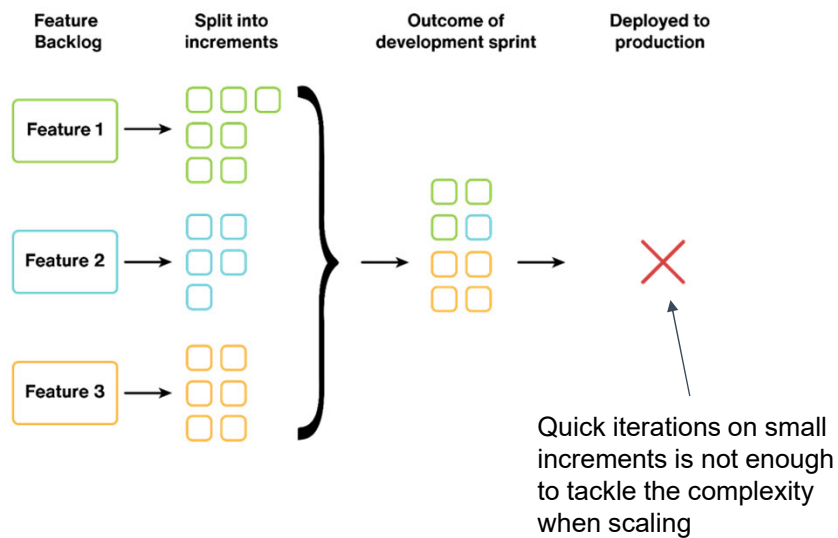 Feature
Backlog
Split into
increments
Outcome of
development sprint
Deployed to
production
Feature 1
Feature 2
Feature 3
Quick iterations on small
increments is not enough
to tackle the complexity
when scaling